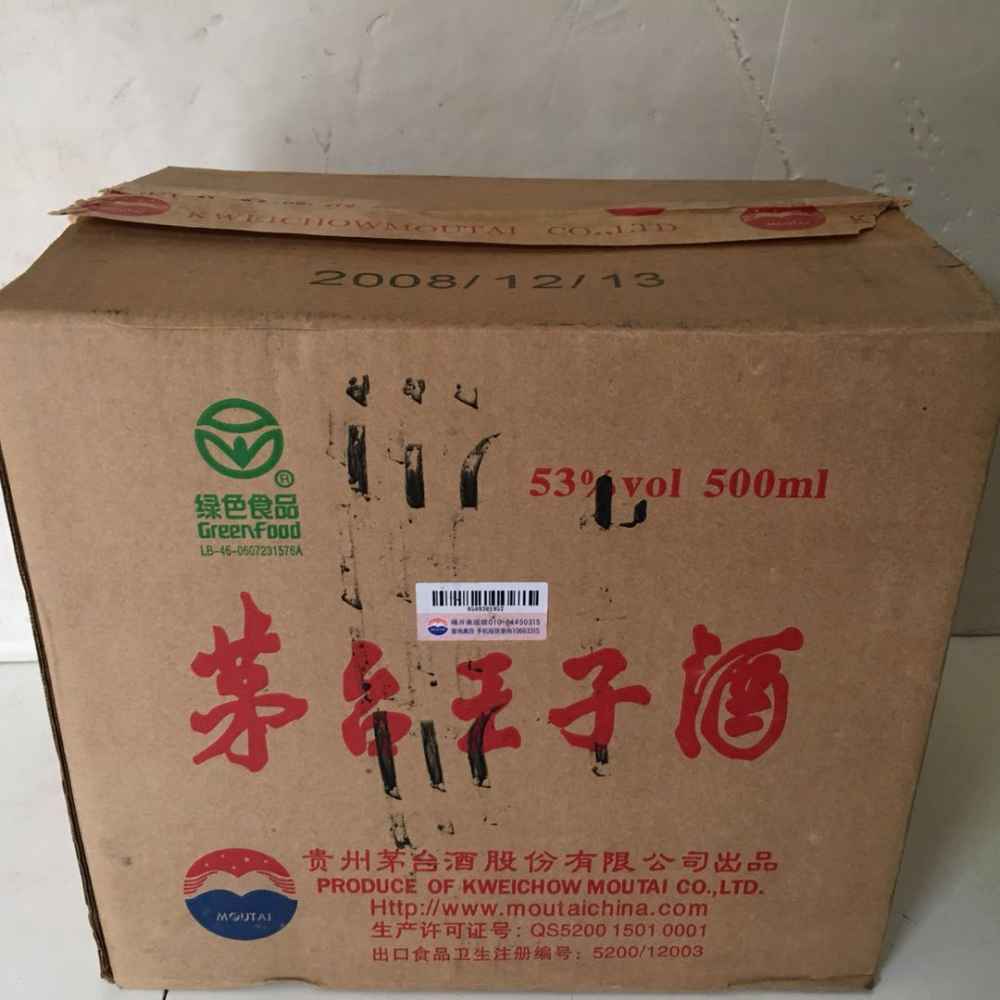 KWEICHOWMOUTAI CO.,LTD
2008/12/13
绿色食品
GreenFood
LB-46-0607231576A
53%vol 500ml
茅台王子酒
MOUTAI
贵州茅台酒股份有限公司出品
PRODUCE OF KWEICHOW MOUTAI CO.,LTD.
Http://www.moutaichina.com
生产许可证号：QS5200 1501 0001
出口食品卫生注册编号：5200/12003